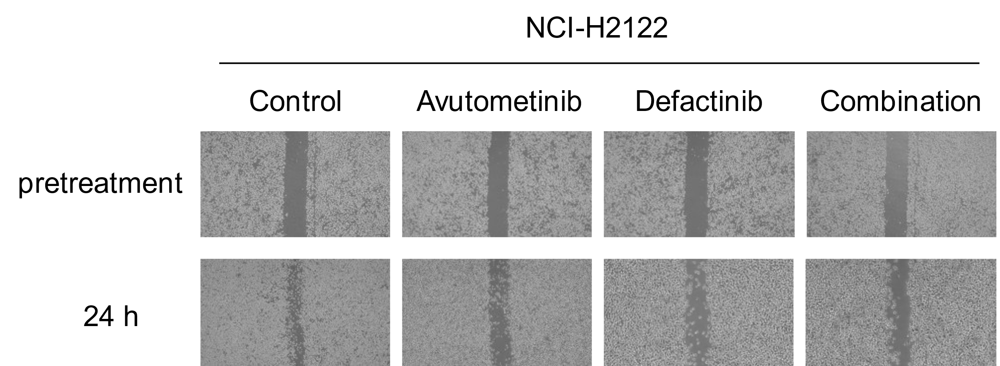 NCI-H2122
Control Avutometinib Defactinib Combination
pretreatment
24 h